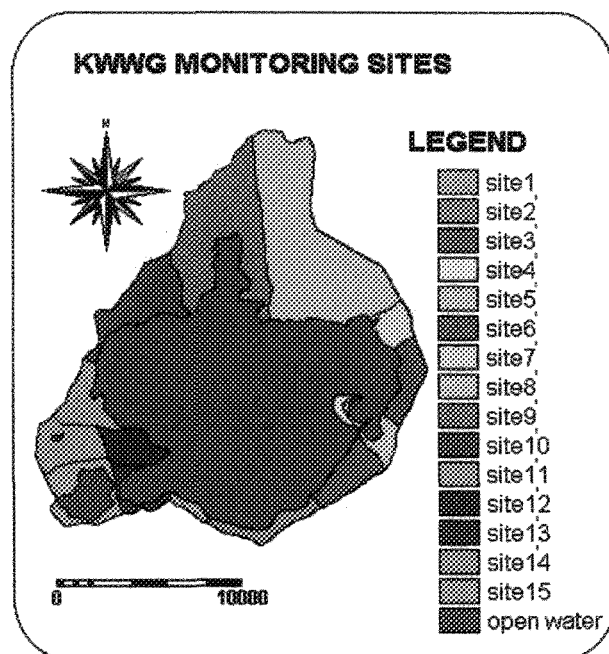 KWWG MONITORING SITES
N
LEGEND
site1
site2
site3
site4
site5
site6
site7
site8
site9
site10
site11
site12
site13
site14
site15
open water
0 10000